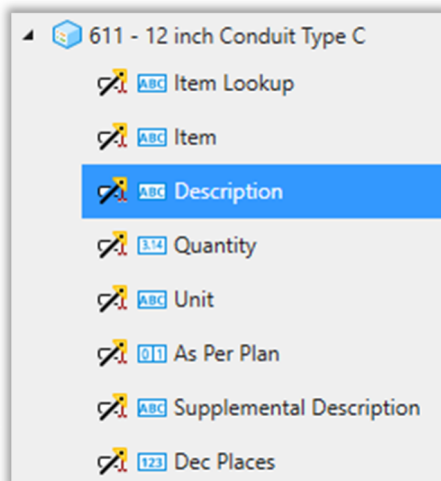 611 - 12 inch Conduit Type C
ABC Item Lookup
ABC Item
ABC Description
3.14 Quantity
ABC Unit
0 1 As Per Plan
ABC Supplemental Description
123 Dec Places